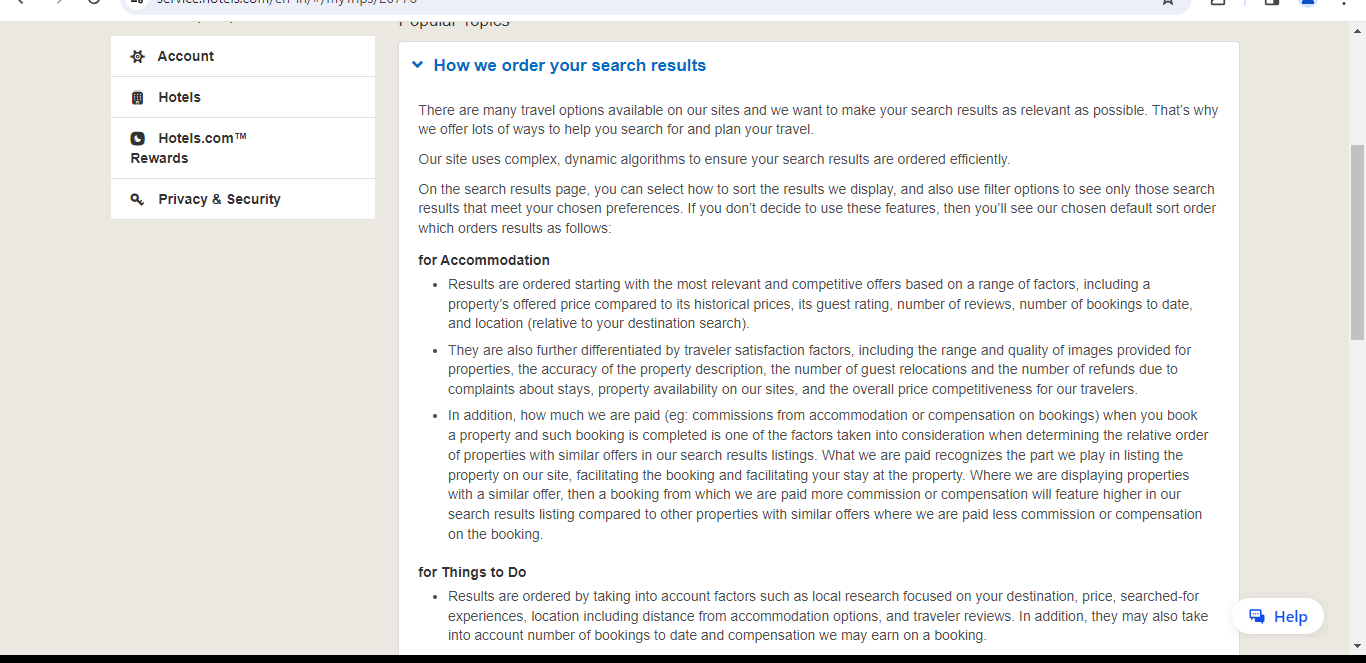 Popular Topics
Account
Hotels
Hotels.com™
Rewards
Privacy & Security
How we order your search results
There are many travel options available on our sites and we want to make your search results as relevant as possible. That’s why
we offer lots of ways to help you search for and plan your travel.
Our site uses complex, dynamic algorithms to ensure your search results are ordered efficiently.
On the search results page, you can select how to sort the results we display, and also use filter options to see only those search
results that meet your chosen preferences. If you don’t decide to use these features, then you’ll see our chosen default sort order
which orders results as follows:
for Accommodation
• Results are ordered starting with the most relevant and competitive offers based on a range of factors, including a
property’s offered price compared to its historical prices, its guest rating, number of reviews, number of bookings to date,
and location (relative to your destination search).
• They are also further differentiated by traveler satisfaction factors, including the range and quality of images provided for
properties, the accuracy of the property description, the number of guest relocations and the number of refunds due to
complaints about stays, property availability on our sites, and the overall price competitiveness for our travelers.
• In addition, how much we are paid (eg: commissions from accommodation or compensation on bookings) when you book
a property and such booking is completed is one of the factors taken into consideration when determining the relative order
of properties with similar offers in our search results listings. What we are paid recognizes the part we play in listing the
property on our site, facilitating the booking and facilitating your stay at the property. Where we are displaying properties
with a similar offer, then a booking from which we are paid more commission or compensation will feature higher in our
search results listing compared to other properties with similar offers where we are paid less commission or compensation
on the booking.
for Things to Do
• Results are ordered by taking into account factors such as local research focused on your destination, price, searched-for
experiences, location including distance from accommodation options, and traveler reviews. In addition, they may also take
into account number of bookings to date and compensation we may earn on a booking.
Help